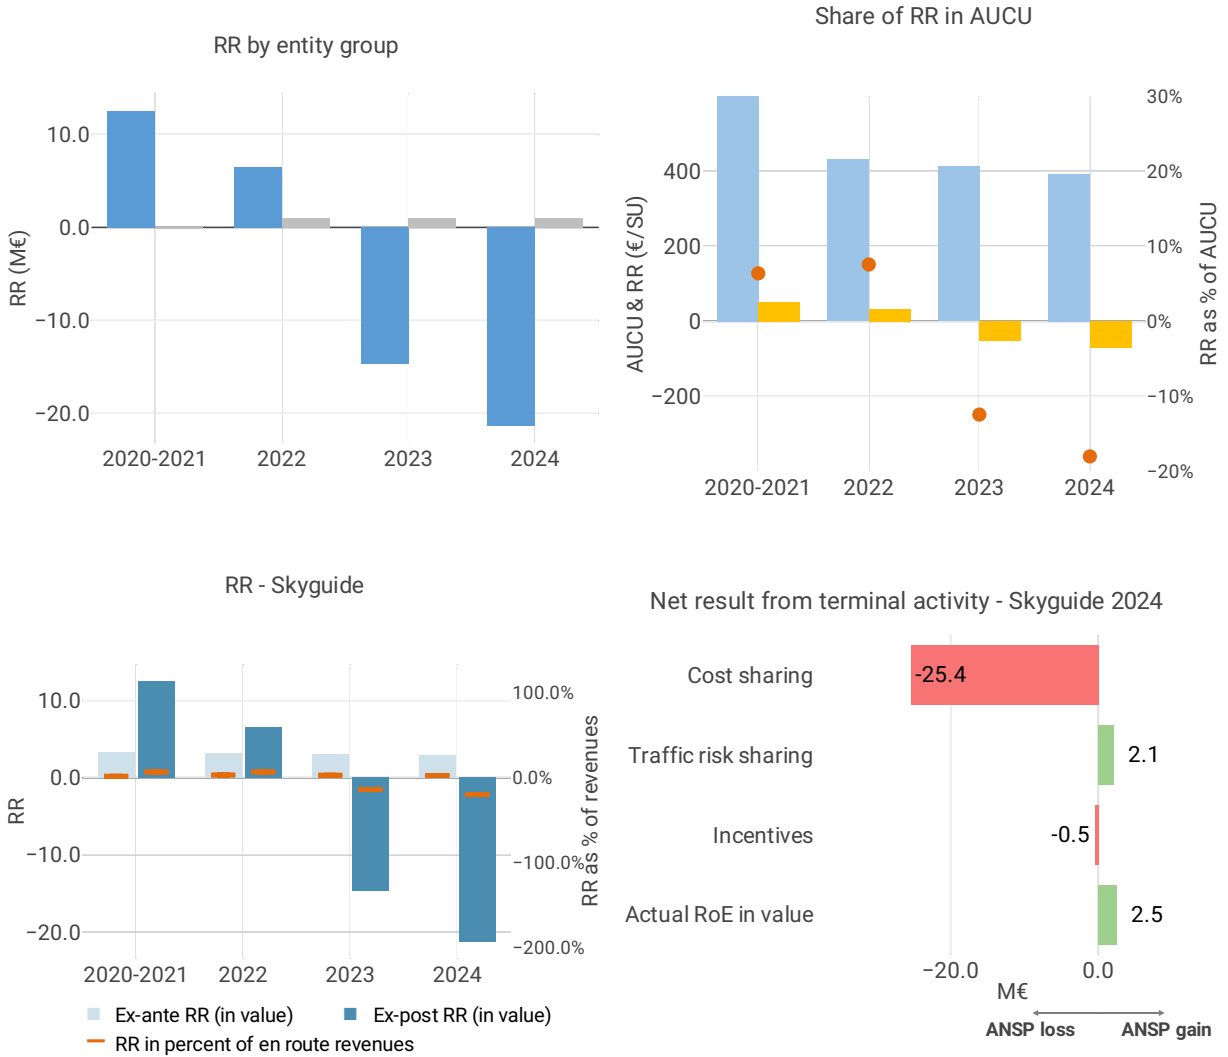 RR by entity group
RR (M€)
10.0
0.0
−10.0
−20.0
2020-2021
2022
2023
2024
Share of RR in AUCU
AUCU & RR (€/SU)
400
200
0
−200
30%
20%
10%
0%
−10%
−20%
RR as % of AUCU
2020-2021
2022
2023
2024
RR - Skyguide
RR
10.0
0.0
−10.0
−20.0
100.0%
0.0%
−100.0%
−200.0%
RR as % of revenues
2020-2021
2022
2023
2024
Ex-ante RR (in value)
Ex-post RR (in value)
RR in percent of en route revenues
Net result from terminal activity - Skyguide 2024
Cost sharing
-25.4
Traffic risk sharing
2.1
Incentives
-0.5
Actual RoE in value
2.5
−20.0
0.0
M€
ANSP loss
ANSP gain